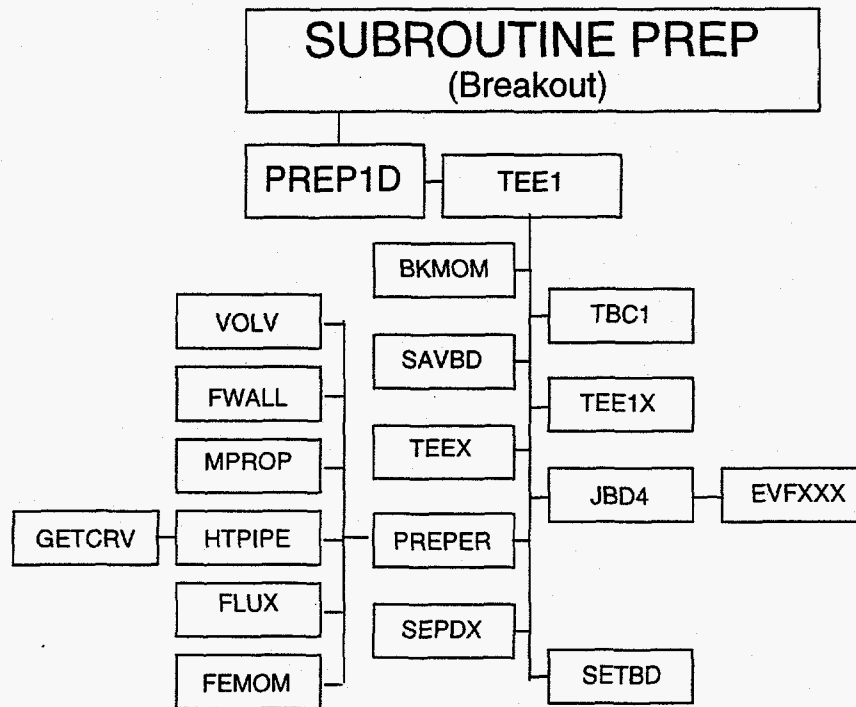 SUBROUTINE PREP
(Breakout)
PREP1D
TEE1
BKMOM
VOLV
TBC1
SAVBD
FWALL
TEE1X
TEEX
MPROP
JBD4
EVFXXX
GETCRV
HTPIPE
PREPER
FLUX
SEPDX
FEMOM
SETBD